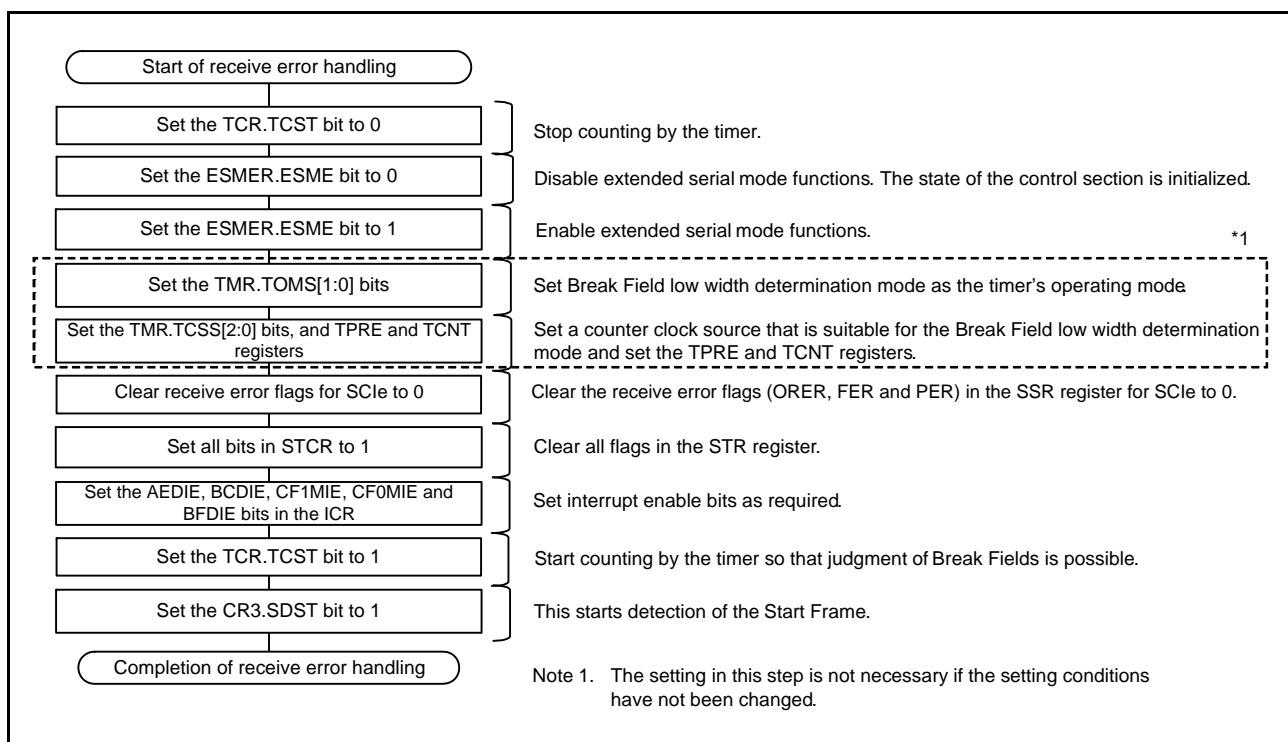 Start of receive error handling
Set the TCR.TCST bit to 0
Stop counting by the timer.
Set the ESMER.ESME bit to 0
Disable extended serial mode functions. The state of the control section is initialized.
Set the ESMER.ESME bit to 1
Enable extended serial mode functions.
*1
Set the TMR.TOMS[1:0] bits
Set Break Field low width determination mode as the timer's operating mode.
Set the TMR.TCSS[2:0] bits, and TPRE and TCNT
registers
Set a counter clock source that is suitable for the Break Field low width determination
mode and set the TPRE and TCNT registers.
Clear receive error flags for SCIe to 0
Clear the receive error flags (ORER, FER and PER) in the SSR register for SCIe to 0.
Set all bits in STCR to 1
Clear all flags in the STR register.
Set the AEDIE, BCDIE, CF1MIE, CF0MIE and
BFDIE bits in the ICR
Set interrupt enable bits as required.
Set the TCR.TCST bit to 1
Start counting by the timer so that judgment of Break Fields is possible.
Set the CR3.SDST bit to 1
This starts detection of the Start Frame.
Completion of receive error handling
Note 1. The setting in this step is not necessary if the setting conditions
have not been changed.